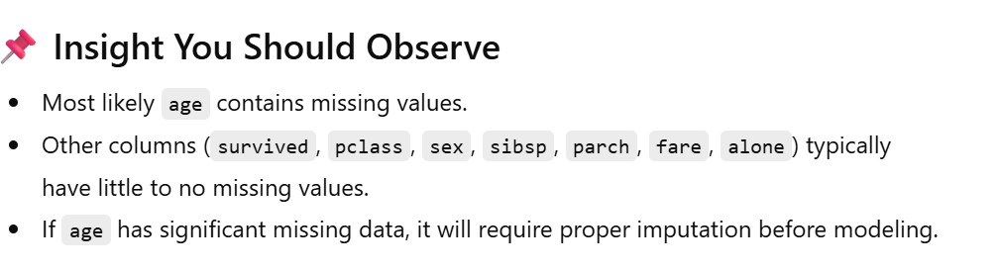 📌 Insight You Should Observe
• Most likely age contains missing values.
• Other columns (survived, pclass, sex, sibsp, parch, fare, alone) typically
have little to no missing values.
• If age has significant missing data, it will require proper imputation before modeling.